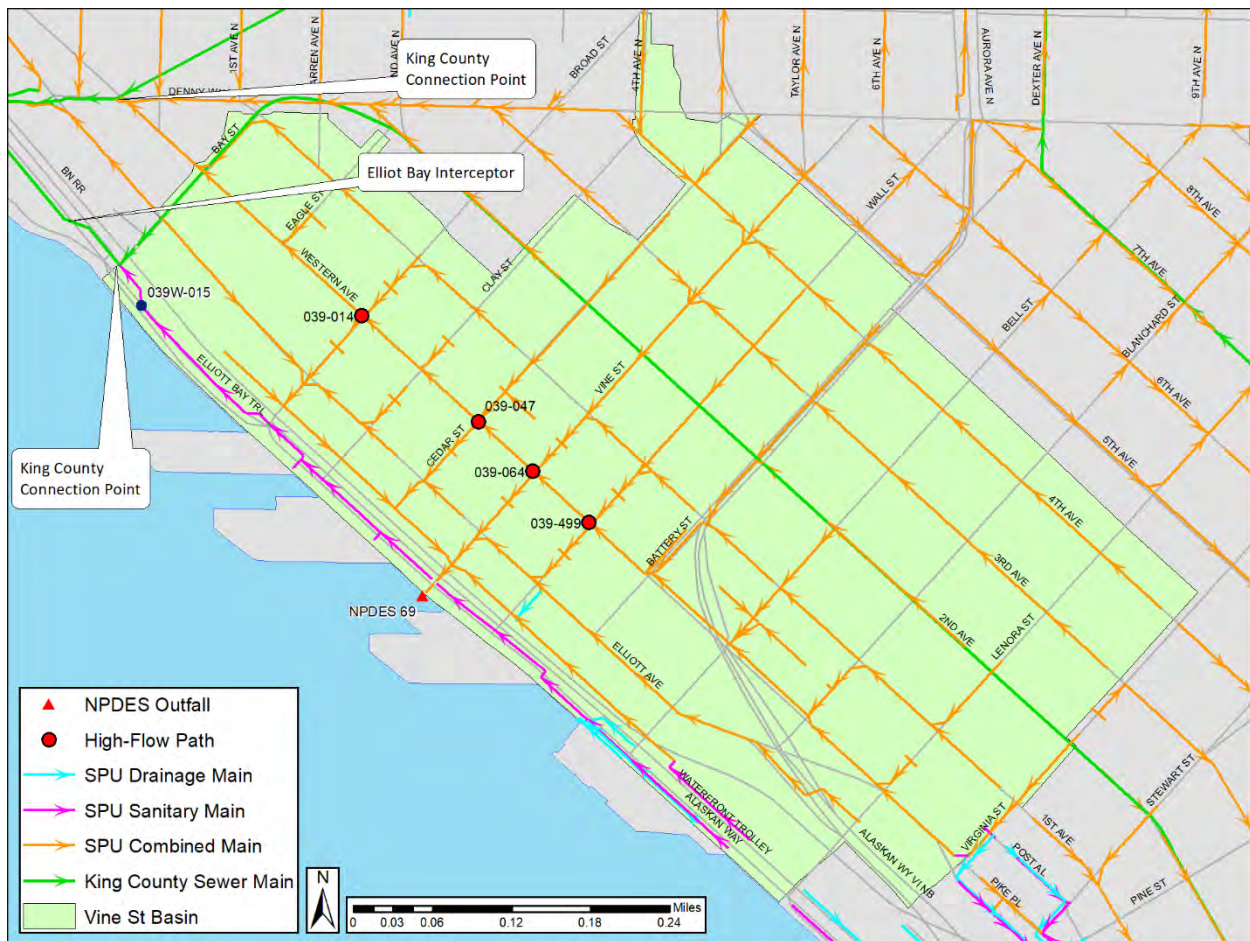 King County
Connection Point
1ST AVE N
BROAD ST
4TH AVE N
TAYLOR AVE N
6TH AVE N
AURORA AVE N
DEXTER AVE N
9TH AVE N
BAY ST
Elliot Bay Interceptor
BN RR
EAGLE ST
WALL ST
8TH AVE
7TH AVE
WESTERN AVE
CLAY ST
039W-015
039-014
BELL ST
BLANCHARD ST
6TH AVE
ELLIOTT BAY TRL
VINE ST
5TH AVE
039-047
CEDAR ST
King County
Connection Point
039-064
4TH AVE
039-499
BATTERY ST
3RD AVE
NPDES 69
2ND AVE
LENORA ST
ELLIOTT AVE
NPDES Outfall
High-Flow Path
SPU Drainage Main
SPU Sanitary Main
SPU Combined Main
King County Sewer Main
Vine St Basin
WATERFRONT TROLLEY
ALASKAN WAY
STEWART ST
ALASKAN WY VI NB
VIRGINIA ST
1ST AVE
POST AL
PIKE PL
PINE ST
N
Miles
0 0.03 0.06 0.12 0.18 0.24